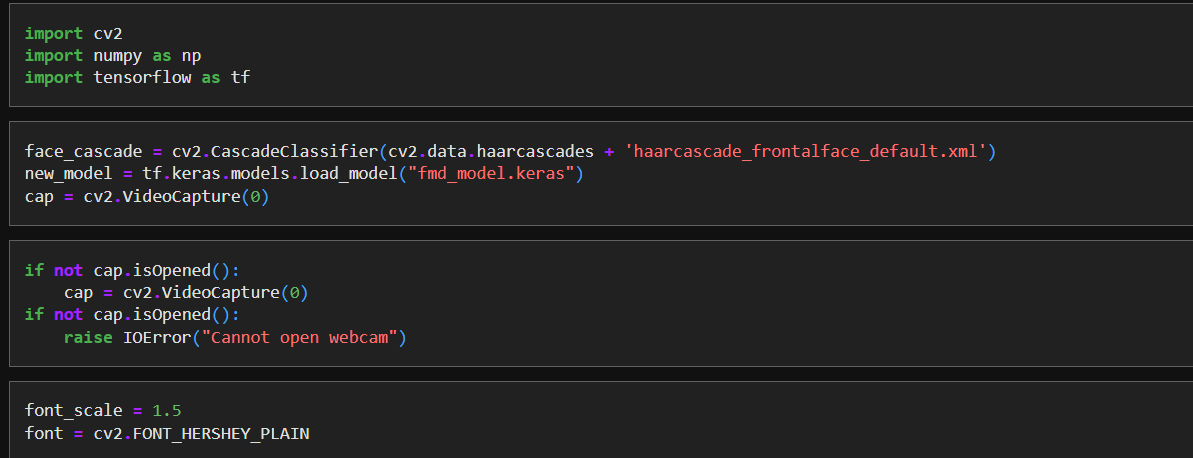 import cv2
import numpy as np
import tensorflow as tf
face_cascade = cv2.CascadeClassifier(cv2.data.haarcascades + 'haarcascade_frontalface_default.xml')
new_model = tf.keras.models.load_model("fmd_model.keras")
cap = cv2.VideoCapture(0)
if not cap.isOpened():
    cap = cv2.VideoCapture(0)
if not cap.isOpened():
    raise IOError("Cannot open webcam")
font_scale = 1.5
font = cv2.FONT_HERSHEY_PLAIN